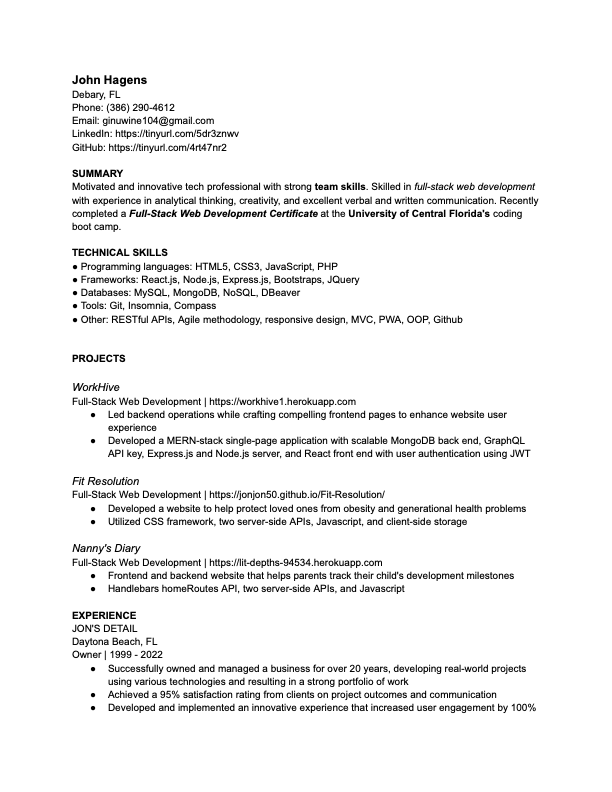 John Hagens
Debary, FL
Phone: (386) 290-4612
Email: ginuwine104@gmail.com
LinkedIn: https://tinyurl.com/5dr3znwv
GitHub: https://tinyurl.com/4rt47nr2
SUMMARY
Motivated and innovative tech professional with strong team skills. Skilled in full-stack web development
with experience in analytical thinking, creativity, and excellent verbal and written communication. Recently
completed a Full-Stack Web Development Certificate at the University of Central Florida's coding
boot camp.
TECHNICAL SKILLS
● Programming languages: HTML5, CSS3, JavaScript, PHP
● Frameworks: React.js, Node.js, Express.js, Bootstraps, JQuery
● Databases: MySQL, MongoDB, NoSQL, DBeaver
● Tools: Git, Insomnia, Compass
● Other: RESTful APIs, Agile methodology, responsive design, MVC, PWA, OOP, Github
PROJECTS
WorkHive
Full-Stack Web Development | https://workhive1.herokuapp.com
● Led backend operations while crafting compelling frontend pages to enhance website user
experience
● Developed a MERN-stack single-page application with scalable MongoDB back end, GraphQL
API key, Express.js and Node.js server, and React front end with user authentication using JWT
Fit Resolution
Full-Stack Web Development | https://jonjon50.github.io/Fit-Resolution/
● Developed a website to help protect loved ones from obesity and generational health problems
● Utilized CSS framework, two server-side APIs, Javascript, and client-side storage
Nanny's Diary
Full-Stack Web Development | https://lit-depths-94534.herokuapp.com
● Frontend and backend website that helps parents track their child's development milestones
● Handlebars homeRoutes API, two server-side APIs, and Javascript
EXPERIENCE
JON'S DETAIL
Daytona Beach, FL
Owner | 1999 - 2022
● Successfully owned and managed a business for over 20 years, developing real-world projects
using various technologies and resulting in a strong portfolio of work
● Achieved a 95% satisfaction rating from clients on project outcomes and communication
● Developed and implemented an innovative experience that increased user engagement by 100%